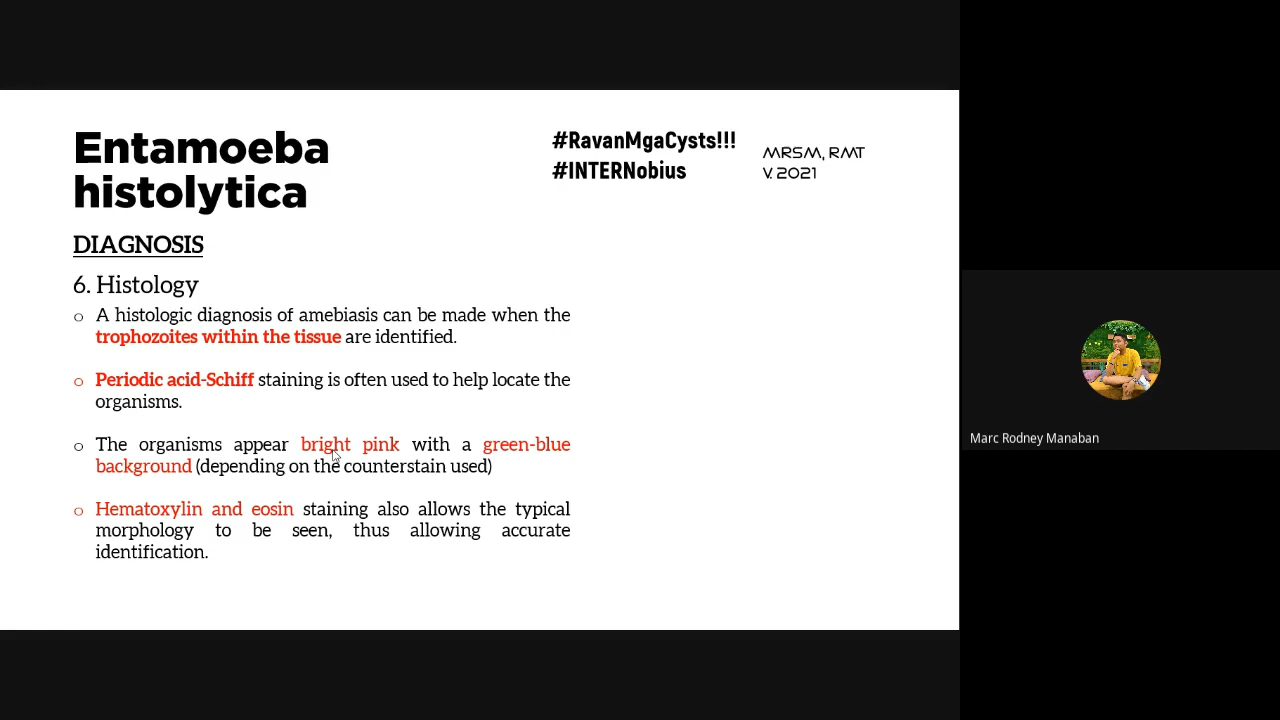 Entamoeba
histolytica
#RavanMgaCysts!!!
#INTERNobius
MRSM, RMT
V. 2021
DIAGNOSIS
6. Histology
o A histologic diagnosis of amebiasis can be made when the
trophozoites within the tissue are identified.
o Periodic acid-Schiff staining is often used to help locate the
organisms.
o The organisms appear bright pink with a green-blue
background (depending on the counterstain used)
o Hematoxylin and eosin staining also allows the typical
morphology to be seen, thus allowing accurate
identification.
Marc Rodney Manaban